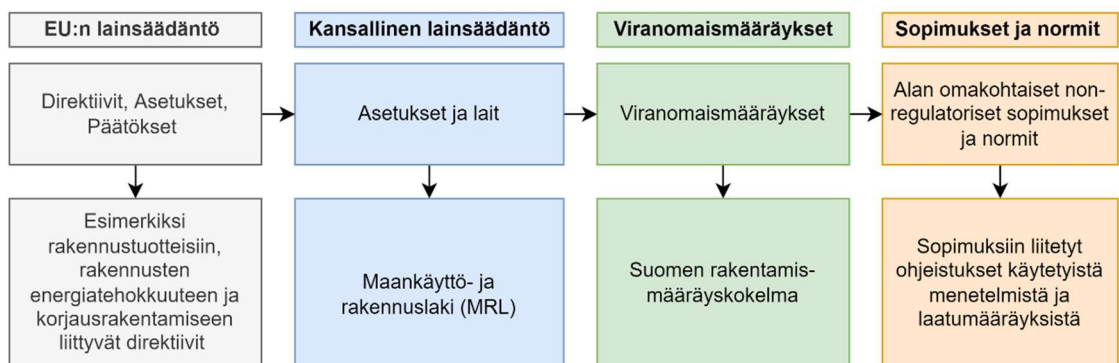 EU:n lainsäädäntö
Kansallinen lainsäädäntö
Viranomaismääräykset
Sopimukset ja normit
Direktiivit, Asetukset,
Päätökset
Asetukset ja lait
Viranomaismääräykset
Alan omakohtaiset non-
regulatoriset sopimukset
ja normit
Esimerkiksi
rakennustuotteisiin,
rakennusten
energiatehokkuuteen ja
korjausrakentamiseen
liittyvät direktiivit
Maankäyttö- ja
rakennuslaki (MRL)
Suomen rakentamis-
määräyskokelma
Sopimuksiin liitetyt
ohjeistukset käytetyistä
menetelmistä ja
laatumääräyksistä